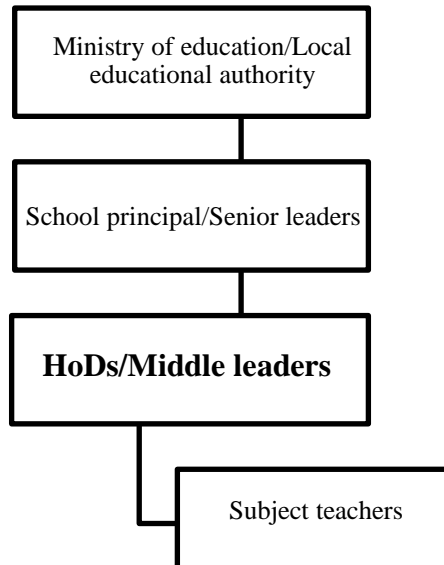 Ministry of education/Local
educational authority
School principal/Senior leaders
HoDs/Middle leaders
Subject teachers